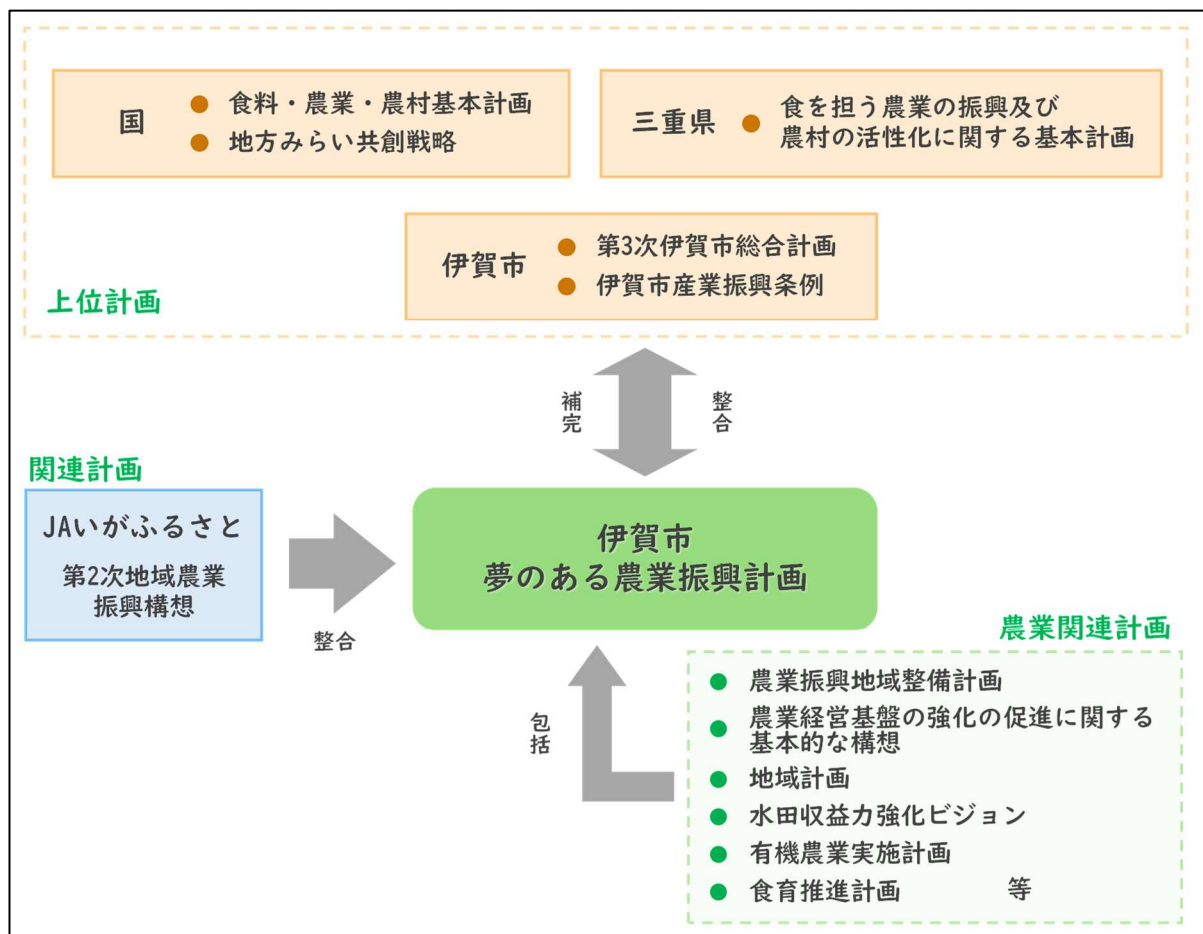 国
食料・農業・農村基本計画
地方みらい共創戦略
三重県
食を担う農業の振興及び
農村の活性化に関する基本計画
伊賀市
第3次伊賀市総合計画
伊賀市産業振興条例
上位計画
補完
整合
関連計画
JAいがふるさと
第2次地域農業
振興構想
整合
伊賀市
夢のある農業振興計画
農業関連計画
包括
農業振興地域整備計画
農業経営基盤の強化の促進に関する
基本的な構想
地域計画
水田収益力強化ビジョン
有機農業実施計画
食育推進計画 等